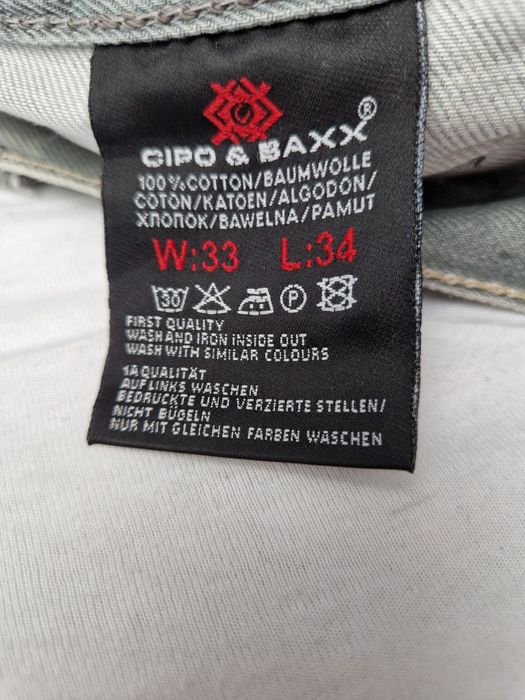 CIPO & BAXX®
100%COTTON/BAUMWOLLE
COTON/KATOEN/ALGODON/
ХЛОПОК/BAWELNA/PAMUT
W:33 L:34
30 P
FIRST QUALITY
WASH AND IRON INSIDE OUT
WASH WITH SIMILAR COLOURS
1A QUALITÄT
AUF LINKS WASCHEN
BEDRUCKTE UND VERZIERTE STELLEN/
NICHT BÜGELN
NUR MIT GLEICHEN FARBEN WASCHEN